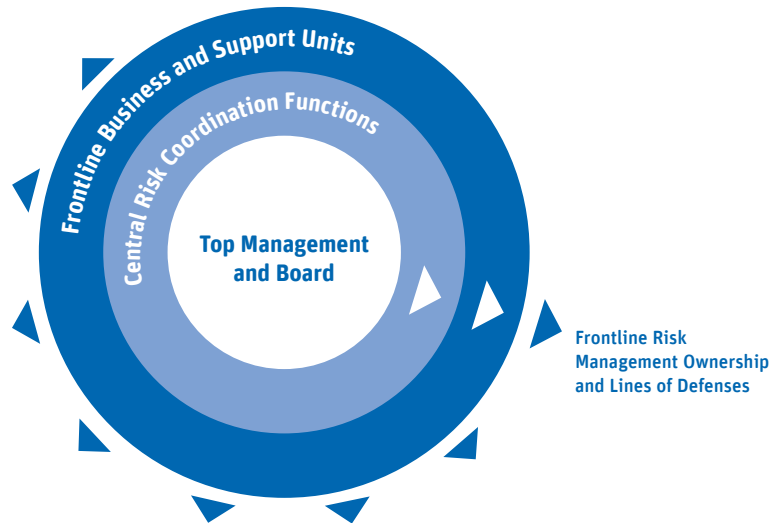 Frontline Business and Support Units
Central Risk Coordination Functions
Top Management
and Board
Frontline Risk
Management Ownership
and Lines of Defenses